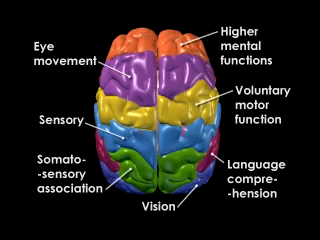 Higher
mental
functions
Eye
movement
Voluntary
motor
function
Sensory
Somato-
-sensory
association
Language
compre-
-hension
Vision